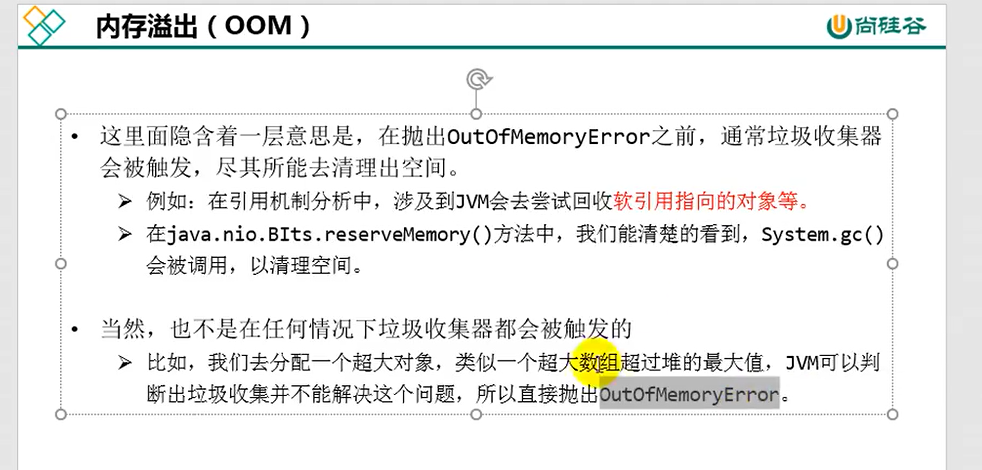 内存溢出（OOM）
尚硅谷
• 这里面隐含着一层意思是，在抛出OutOfMemoryError之前，通常垃圾收集器
会被触发，尽其所能去清理出空间。
➢ 例如：在引用机制分析中，涉及到JVM会去尝试回收软引用指向的对象等。
➢ 在java.nio.BIts.reserveMemory()方法中，我们能清楚的看到，System.gc()
会被调用，以清理空间。
• 当然，也不是在任何情况下垃圾收集器都会被触发的
➢ 比如，我们去分配一个超大对象，类似一个超大数组超过堆的最大值，JVM可以判
断出垃圾收集并不能解决这个问题，所以直接抛出OutOfMemoryError。